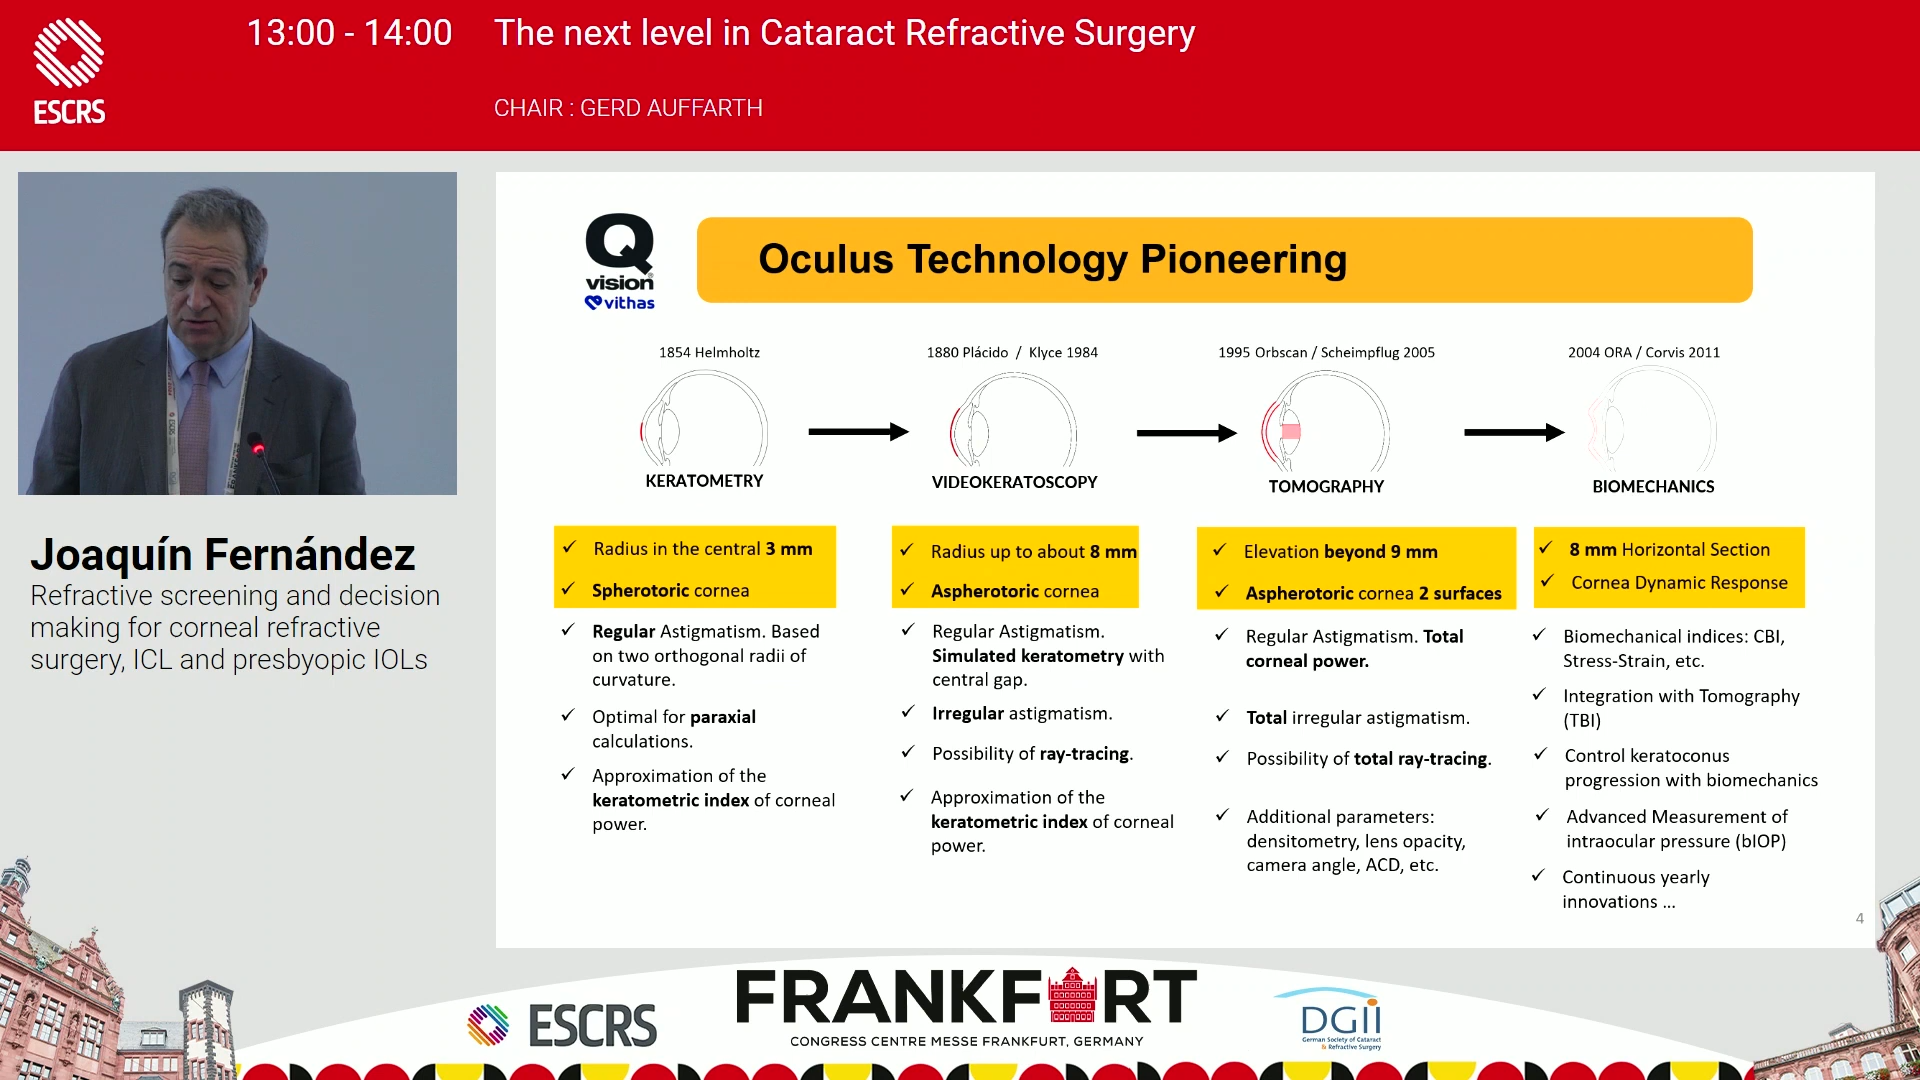 ESCRS
13:00 - 14:00
The next level in Cataract Refractive Surgery
CHAIR : GERD AUFFARTH
Joaquín Fernández
Refractive screening and decision
making for corneal refractive
surgery, ICL and presbyopic IOLs
Q
vision
vithas
Oculus Technology Pioneering
1854 Helmholtz
KERATOMETRY
✓ Radius in the central 3 mm
✓ Spherotoric cornea
✓ Regular Astigmatism. Based
on two orthogonal radii of
curvature.
✓ Optimal for paraxial
calculations.
✓ Approximation of the
keratometric index of corneal
power.
1880 Plácido / Klyce 1984
VIDEOKERATOSCOPY
✓ Radius up to about 8 mm
✓ Aspherotoric cornea
✓ Regular Astigmatism.
Simulated keratometry with
central gap.
✓ Irregular astigmatism.
✓ Possibility of ray-tracing.
✓ Approximation of the
keratometric index of corneal
power.
1995 Orbscan / Scheimpflug 2005
TOMOGRAPHY
✓ Elevation beyond 9 mm
✓ Aspherotoric cornea 2 surfaces
✓ Regular Astigmatism. Total
corneal power.
✓ Total irregular astigmatism.
✓ Possibility of total ray-tracing.
✓ Additional parameters:
densitometry, lens opacity,
camera angle, ACD, etc.
2004 ORA / Corvis 2011
BIOMECHANICS
✓ 8 mm Horizontal Section
✓ Cornea Dynamic Response
✓ Biomechanical indices: CBI,
Stress-Strain, etc.
✓ Integration with Tomography
(TBI)
✓ Control keratoconus
progression with biomechanics
✓ Advanced Measurement of
intraocular pressure (bIOP)
✓ Continuous yearly
innovations ...
4
ESCRS
FRANKFURT
CONGRESS CENTRE MESSE FRANKFURT, GERMANY
DGII
German Society of Cataract
& Refractive Surgery